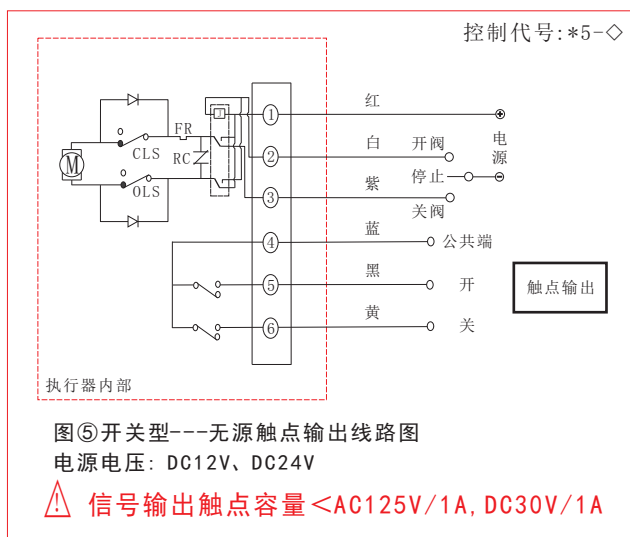 控制代号:*5-◇
J
① 红
FR
白 开阀
电源
M
CLS
RC
②
停止
OLS
③ 紫
关阀
④ 蓝 公共端
⑤ 黑 开
触点输出
⑥ 黄 关
执行器内部
图⑤开关型---无源触点输出线路图
电源电压: DC12V、DC24V
! 信号输出触点容量<AC125V/1A, DC30V/1A